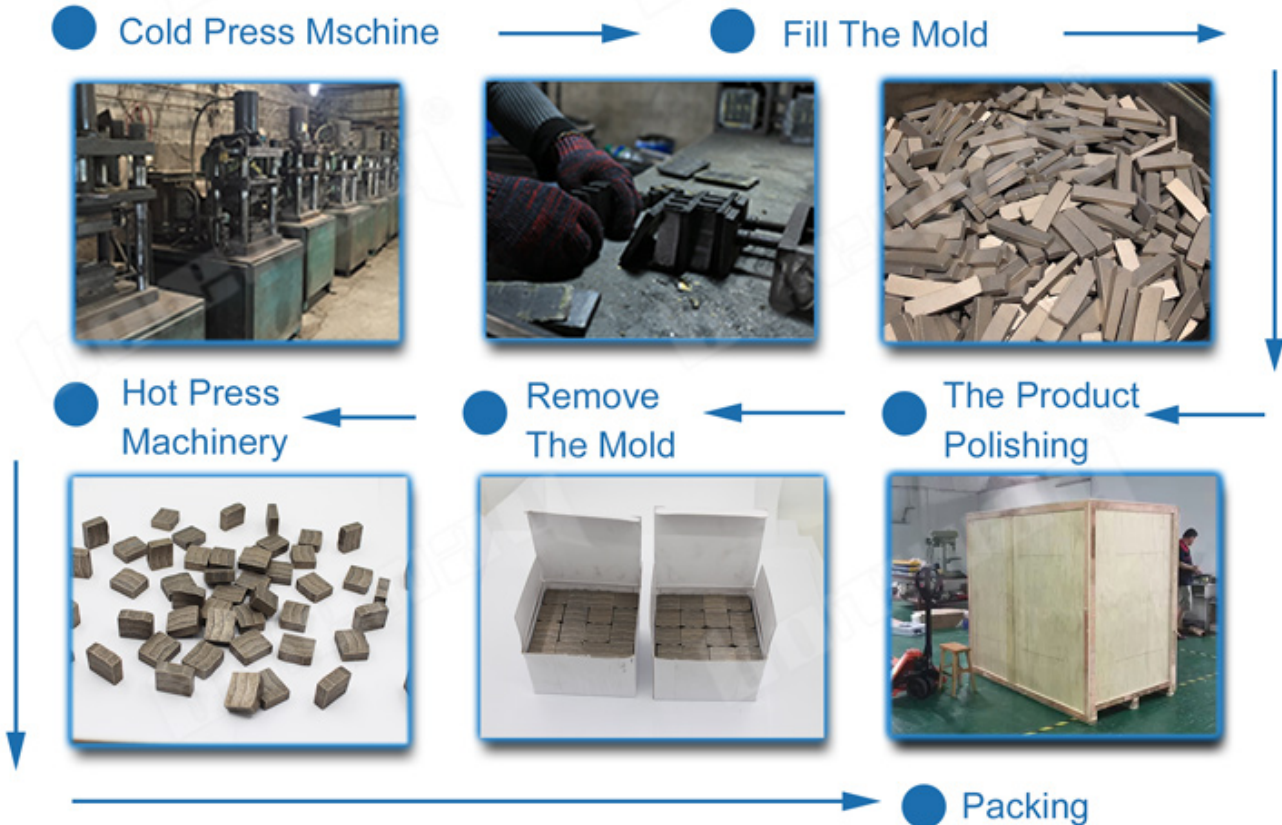 Cold Press Mschine
Fill The Mold
Hot Press
Machinery
Remove
The Mold
The Product
Polishing
Packing